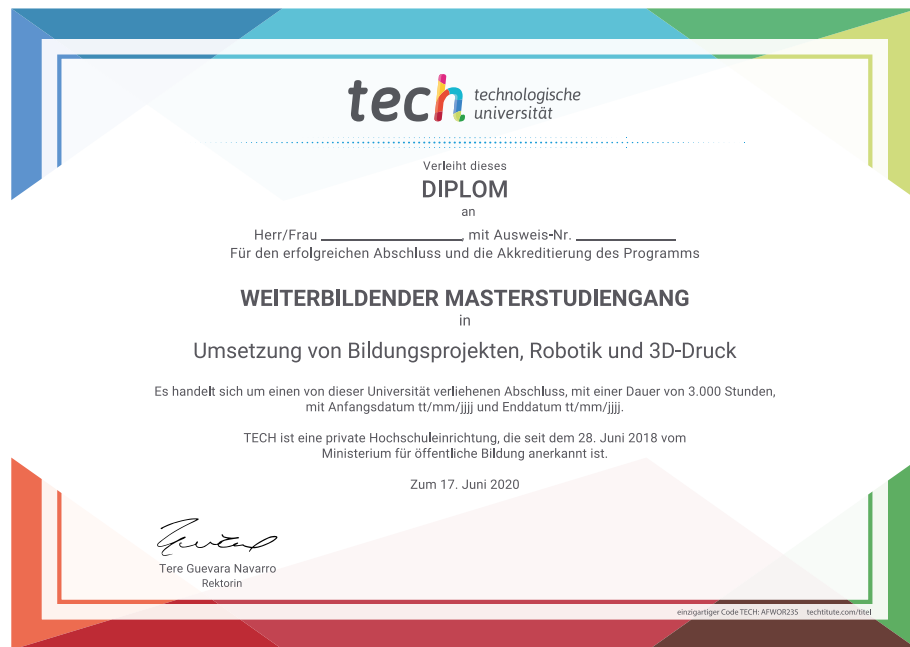 tech technologische
universität
Verleiht dieses
DIPLOM
an
Herr/Frau ____________________, mit Ausweis-Nr. ______________
Für den erfolgreichen Abschluss und die Akkreditierung des Programms
WEITERBILDENDER MASTERSTUDIENGANG
in
Umsetzung von Bildungsprojekten, Robotik und 3D-Druck
Es handelt sich um einen von dieser Universität verliehenen Abschluss, mit einer Dauer von 3.000 Stunden,
mit Anfangsdatum tt/mm/jjjj und Enddatum tt/mm/jjjj.
TECH ist eine private Hochschuleinrichtung, die seit dem 28. Juni 2018 vom
Ministerium für öffentliche Bildung anerkannt ist.
Zum 17. Juni 2020
Tere Guevara Navarro
Rektorin
einzigartiger Code TECH: AFWOR23S techtitute.com/titel